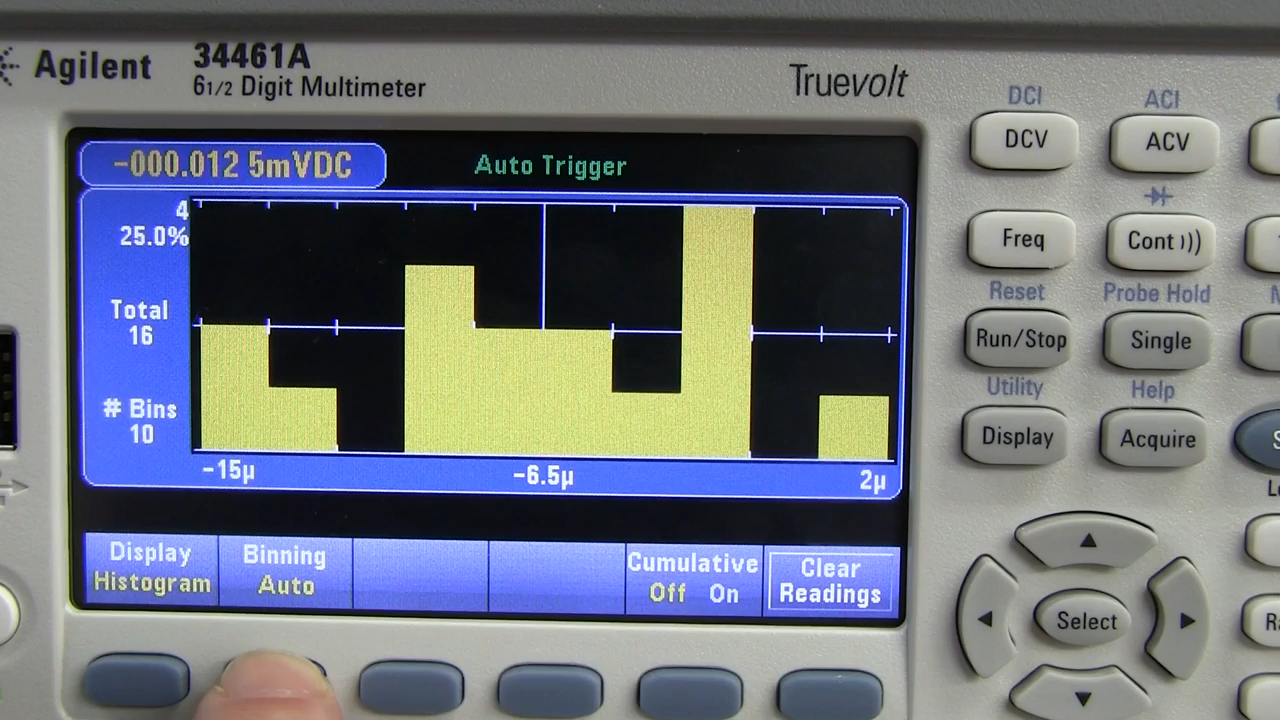 Agilent
34461A
6 1/2 Digit Multimeter
Truevolt
-000.012 5mVDC
Auto Trigger
4
25.0%
Total
16
# Bins
10
-15µ
-6.5µ
2µ
Display
Histogram
Binning
Auto
Cumulative
Off On
Clear
Readings
DCI
ACI
DCV
ACV
Freq
Cont
Reset
Probe Hold
Run/Stop
Single
Utility
Help
Display
Acquire
Select